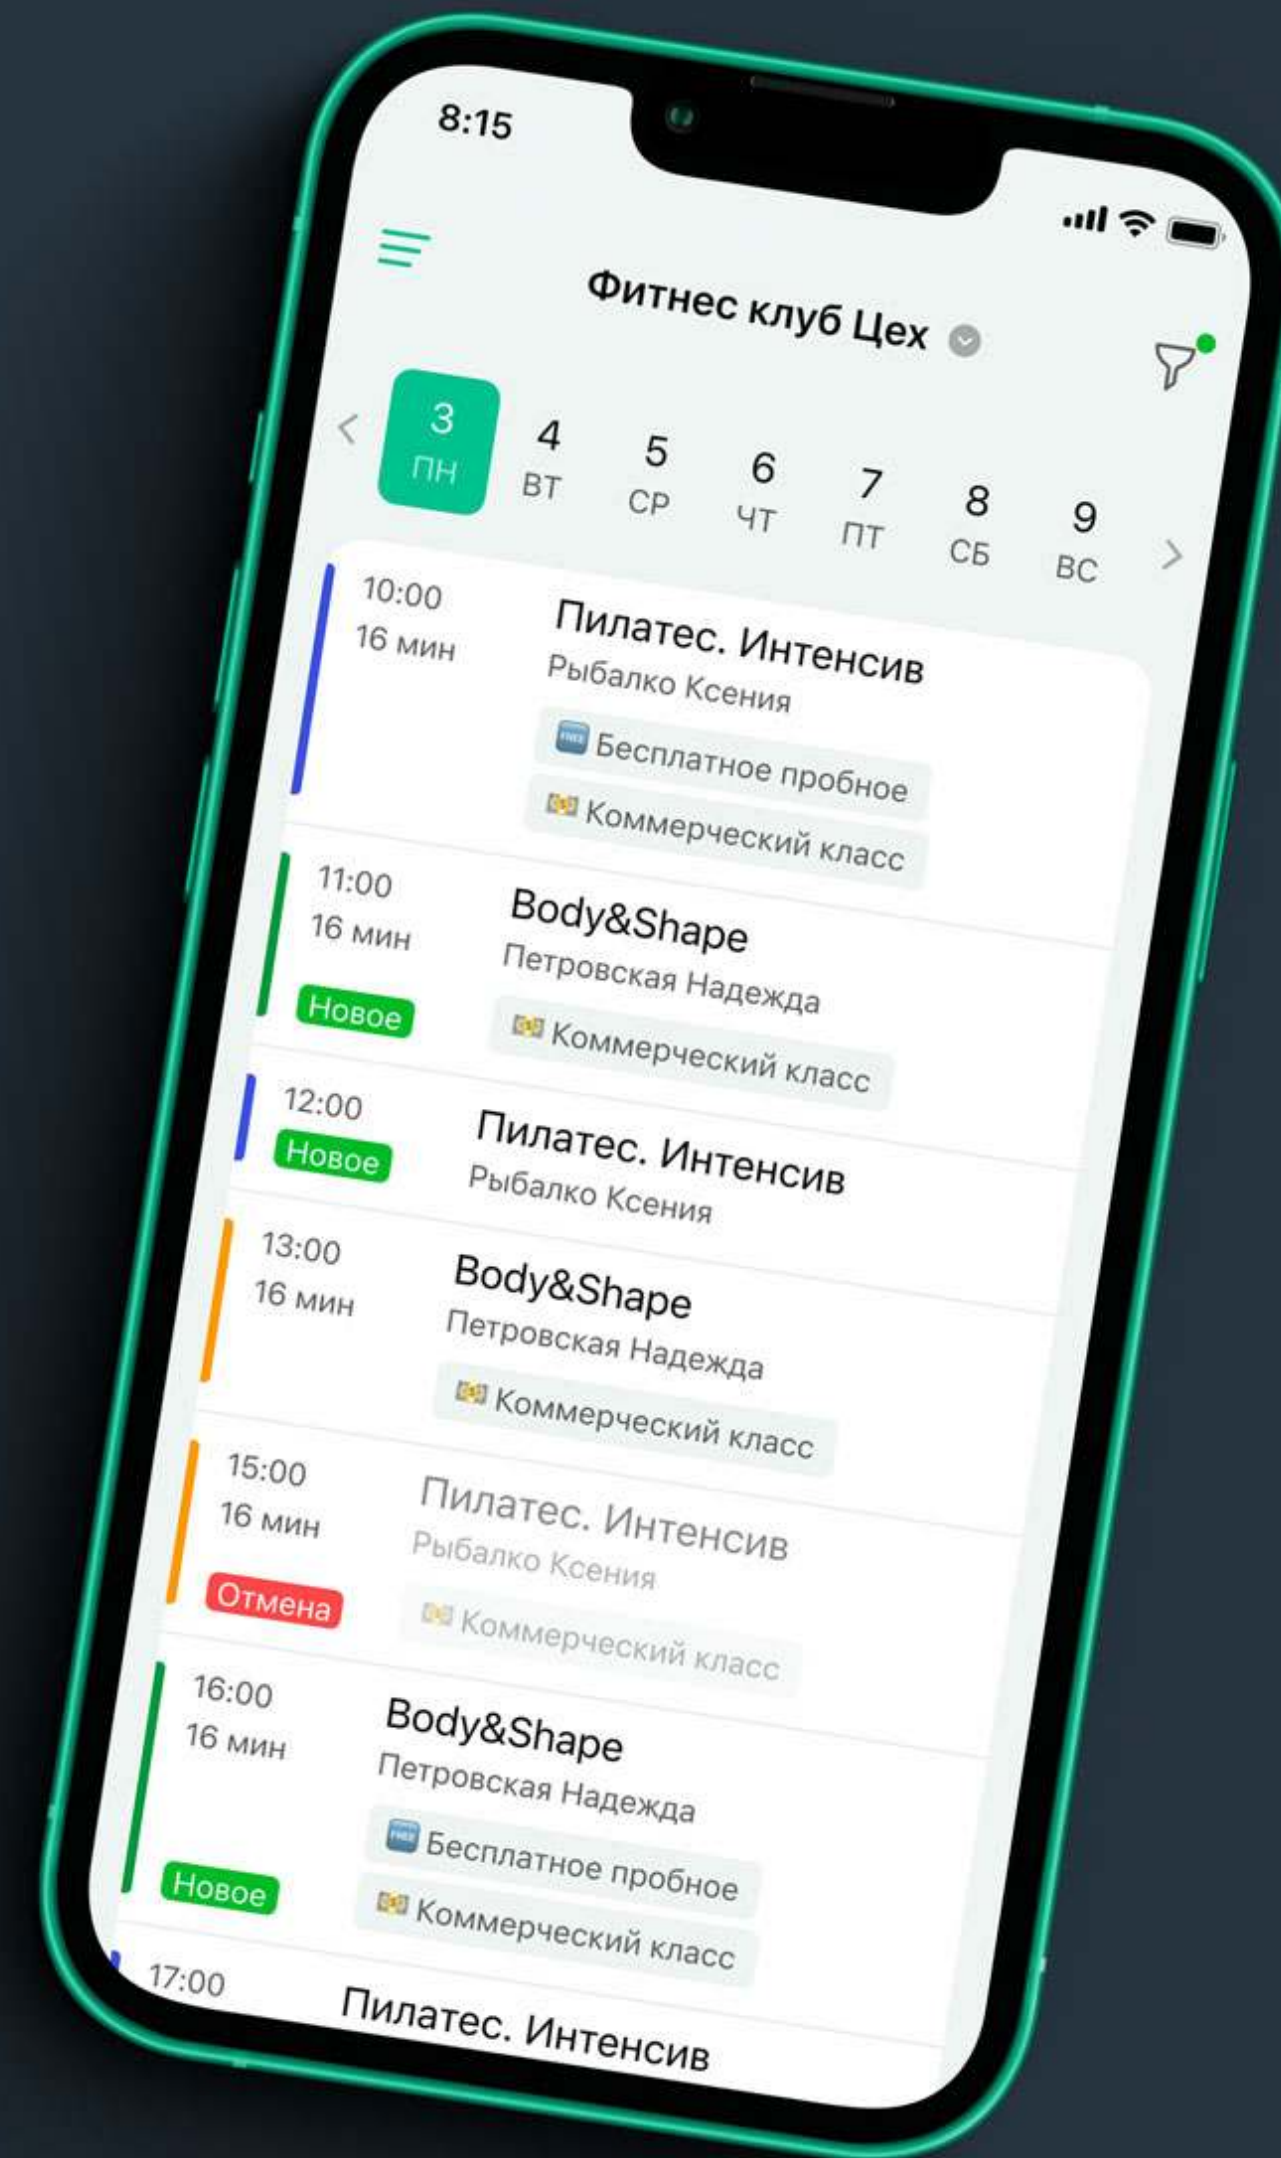 8:15
Фитнес клуб Цех
3 4 5 6 7 8 9
ПН ВТ СР ЧТ ПТ СБ ВС
10:00 Пилатес. Интенсив
16 мин Рыбалко Ксения
FREE Бесплатное пробное
Коммерческий класс
11:00 Body&Shape
16 мин Петровская Надежда
Новое Коммерческий класс
12:00 Пилатес. Интенсив
Новое Рыбалко Ксения
13:00 Body&Shape
16 мин Петровская Надежда
Коммерческий класс
15:00 Пилатес. Интенсив
16 мин Рыбалко Ксения
Отмена Коммерческий класс
16:00 Body&Shape
16 мин Петровская Надежда
FREE Бесплатное пробное
Новое Коммерческий класс
17:00 Пилатес. Интенсив